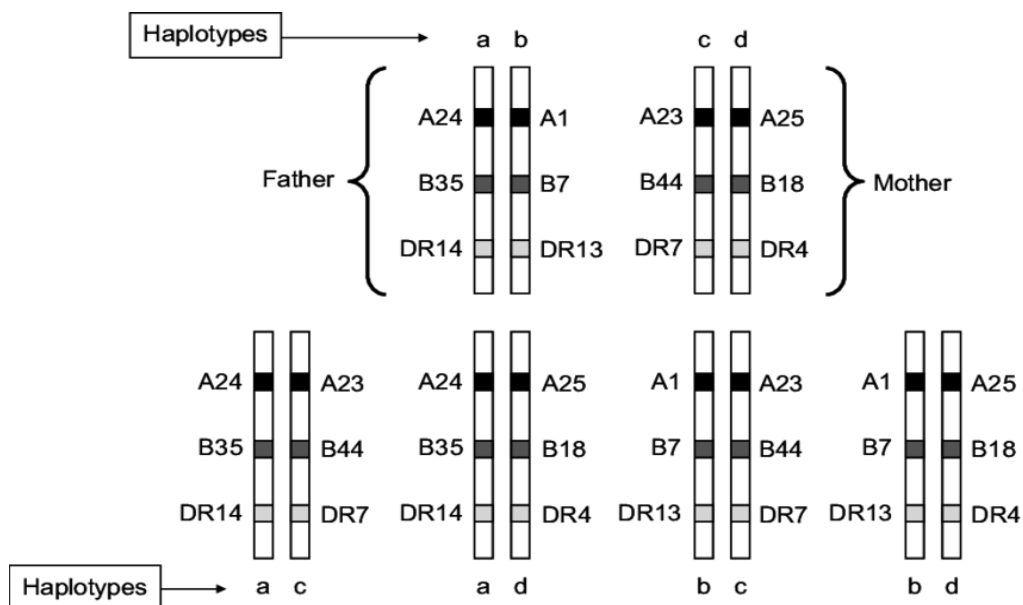 Haplotypes
a b c d
A24 A1 A23 A25
Father B35 B7 B44 B18 Mother
DR14 DR13 DR7 DR4
A24 A23 A24 A25 A1 A23 A1 A25
B35 B44 B35 B18 B7 B44 B7 B18
DR14 DR7 DR14 DR4 DR13 DR7 DR13 DR4
Haplotypes a c a d b c b d